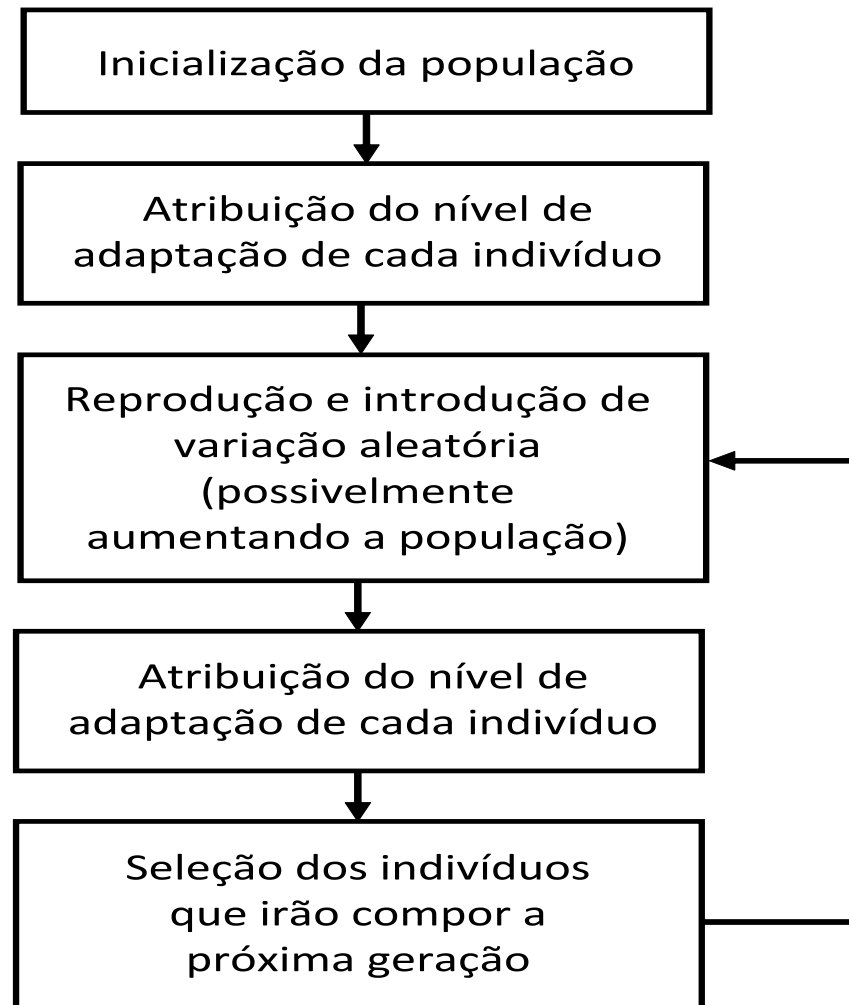 Inicialização da população
Atribuição do nível de
adaptação de cada indivíduo
Reprodução e introdução de
variação aleatória
(possivelmente
aumentando a população)
Atribuição do nível de
adaptação de cada indivíduo
Seleção dos indivíduos
que irão compor a
próxima geração